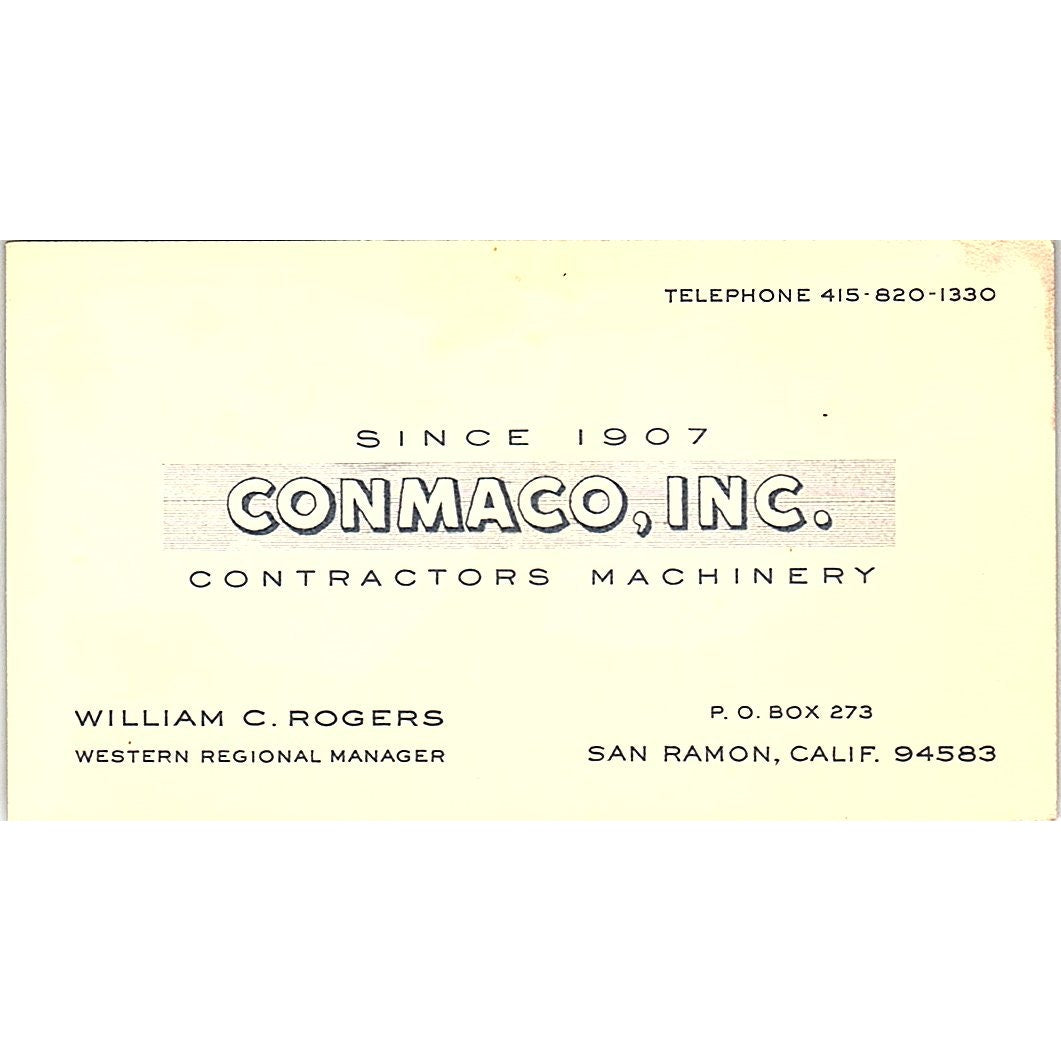 TELEPHONE 415-820-1330
SINCE 1907
CONMACO, INC.
CONTRACTORS MACHINERY
WILLIAM C. ROGERS
WESTERN REGIONAL MANAGER
P. O. BOX 273
SAN RAMON, CALIF. 94583